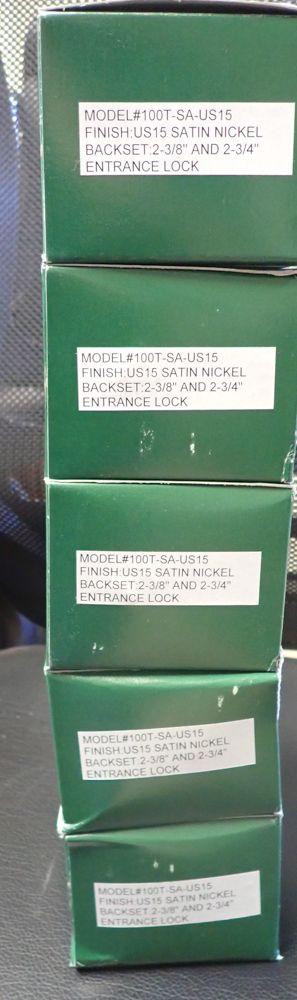 MODEL#100T-SA-US15
FINISH:US15 SATIN NICKEL
BACKSET:2-3/8" AND 2-3/4"
ENTRANCE LOCK
MODEL#100T-SA-US15
FINISH:US15 SATIN NICKEL
BACKSET:2-3/8" AND 2-3/4"
ENTRANCE LOCK
MODEL#100T-SA-US15
FINISH:US15 SATIN NICKEL
BACKSET:2-3/8" AND 2-3/4"
ENTRANCE LOCK
MODEL#100T-SA-US15
FINISH:US15 SATIN NICKEL
BACKSET:2-3/8" AND 2-3/4"
ENTRANCE LOCK
MODEL#100T-SA-US15
FINISH:US15 SATIN NICKEL
BACKSET:2-3/8" AND 2-3/4"
ENTRANCE LOCK